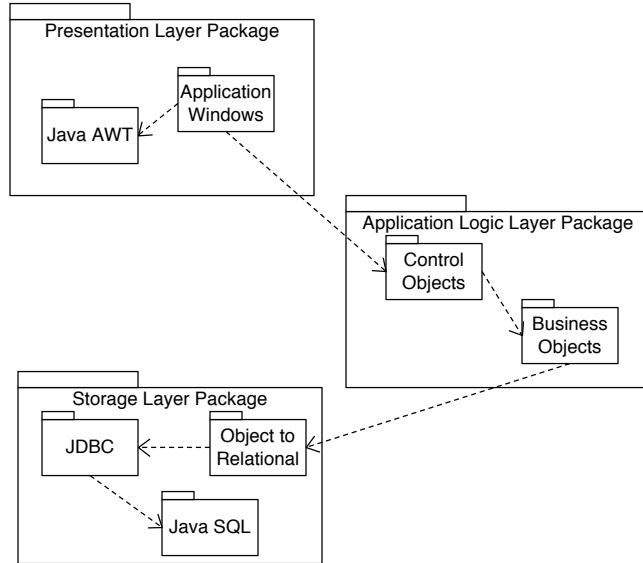 Presentation Layer Package
Application
Windows
Java AWT
Application Logic Layer Package
Control
Objects
Business
Objects
Storage Layer Package
JDBC
Object to
Relational
Java SQL